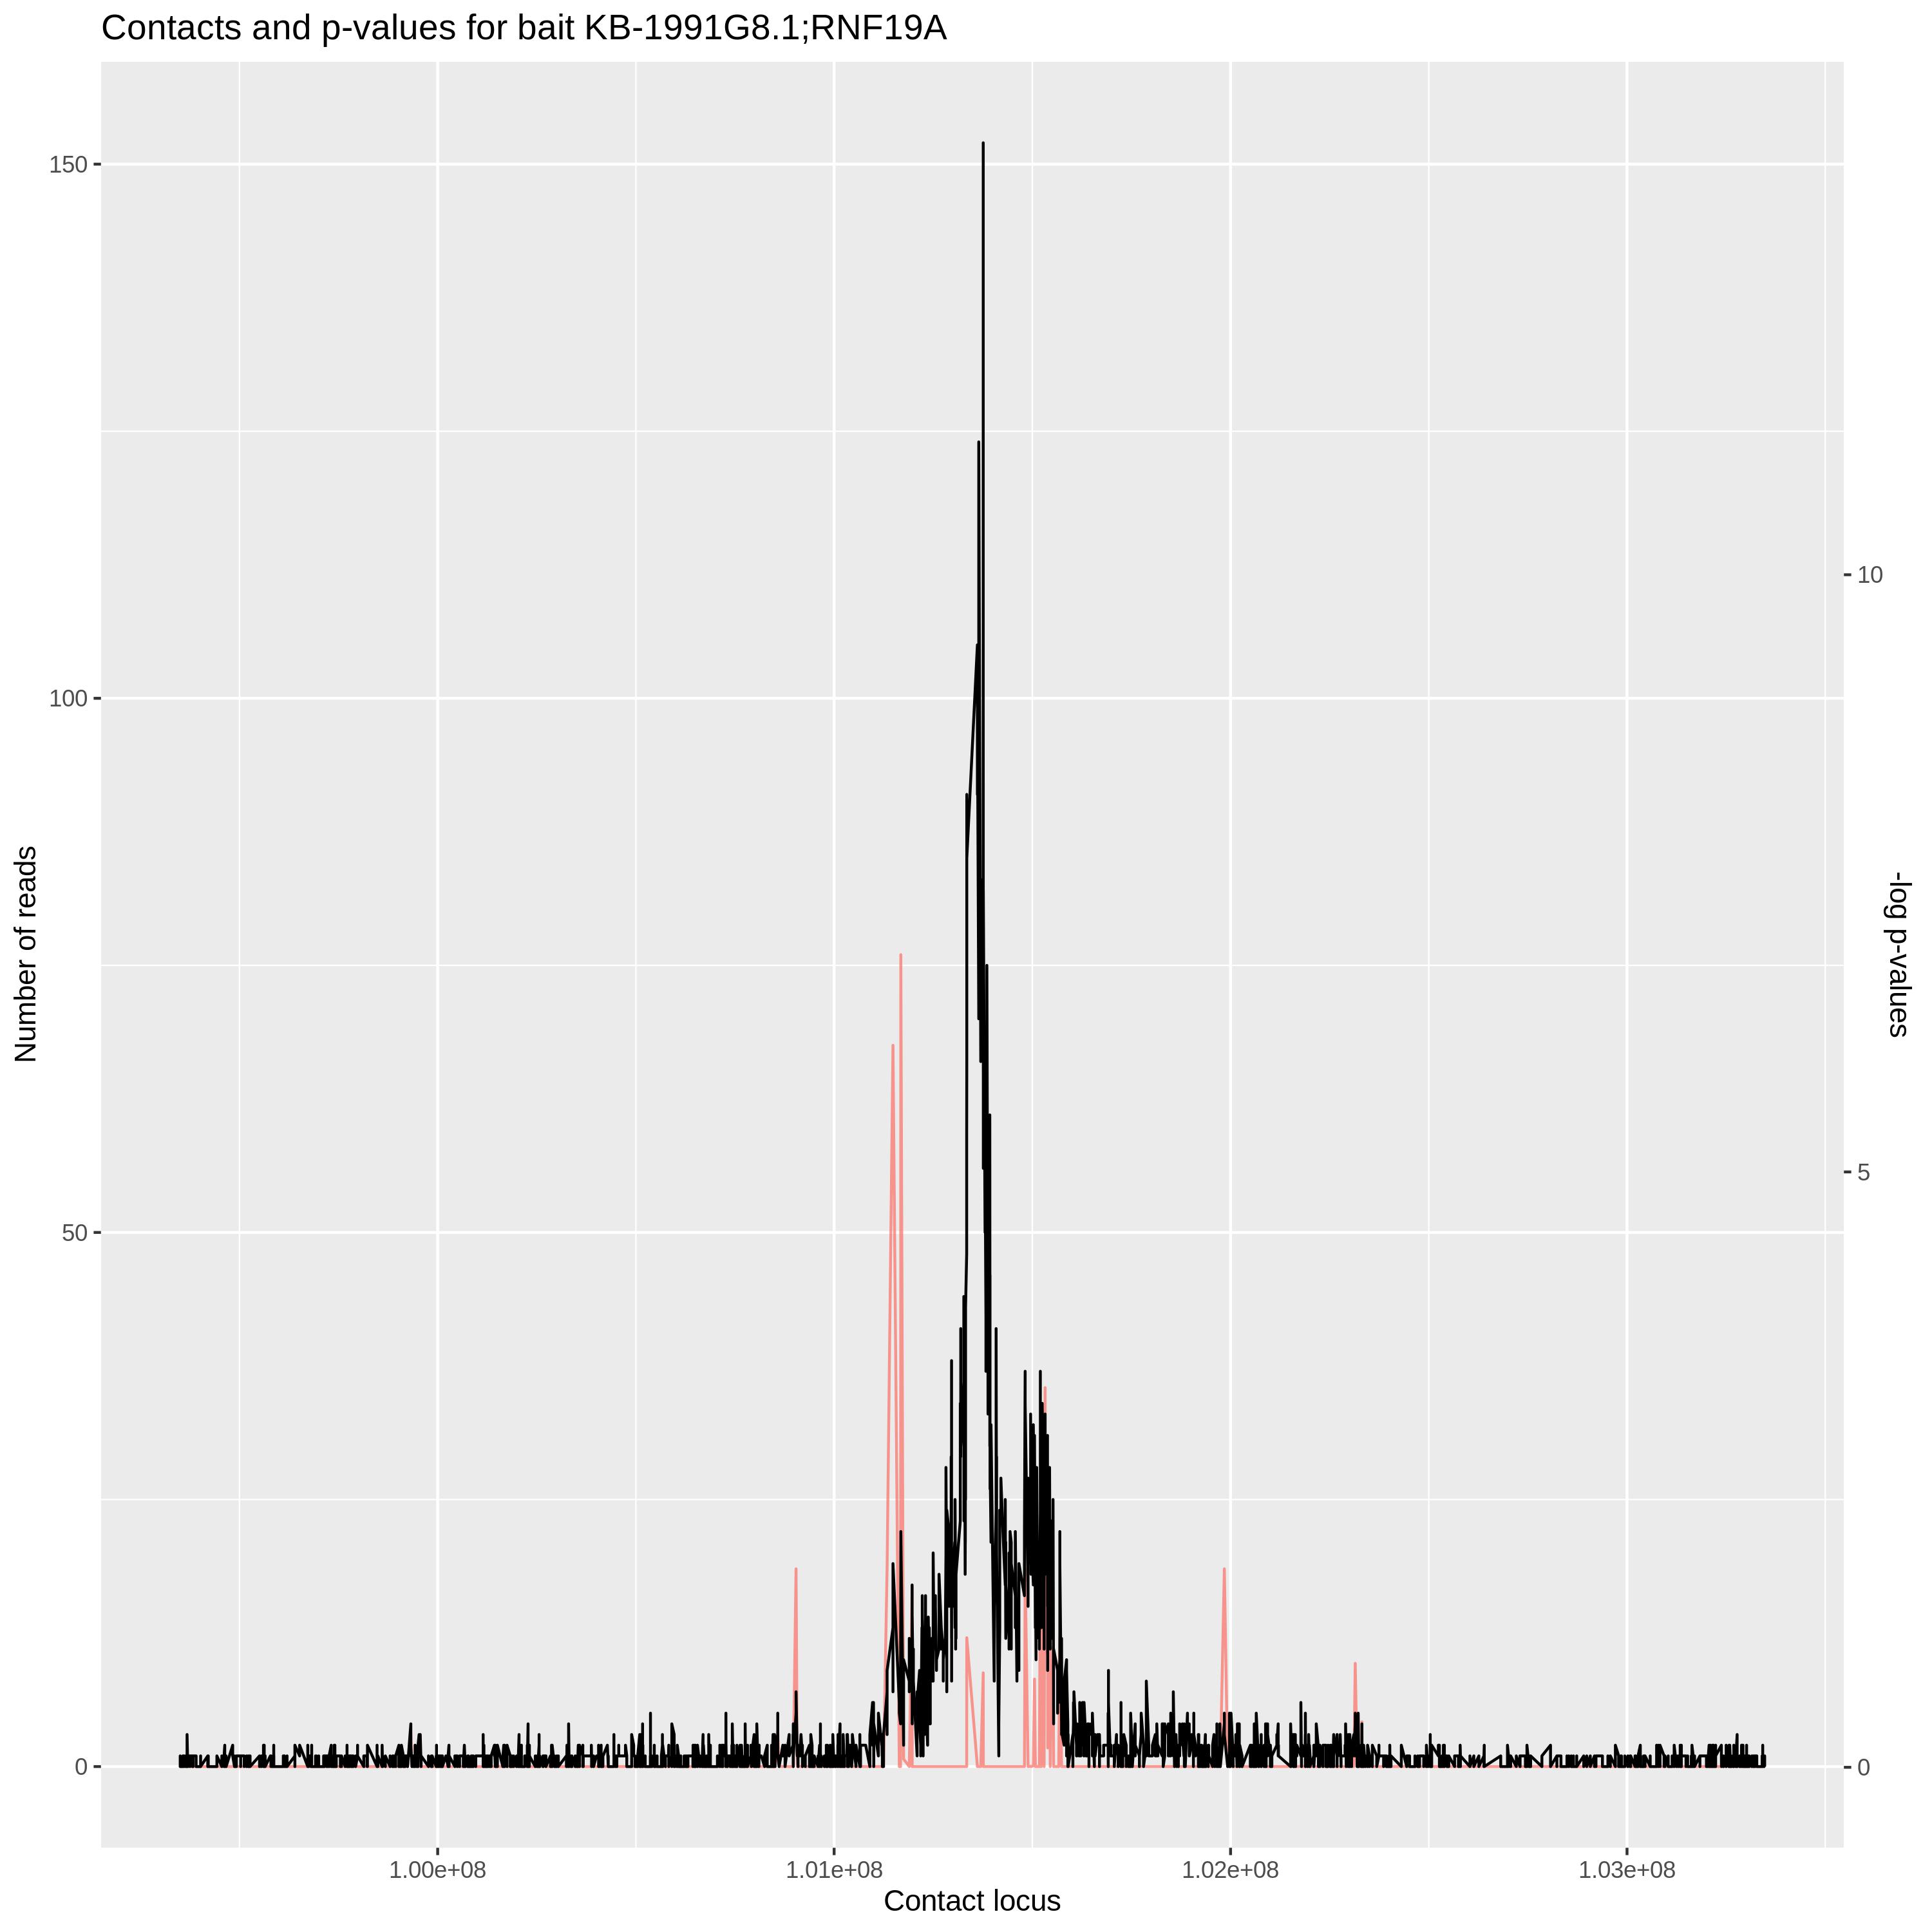 Contacts and p-values for bait KB-1991G8.1;RNF19A
150
100
50
0
Number of reads
10
5
0
-log p-values
1.00e+08
1.01e+08
1.02e+08
1.03e+08
Contact locus